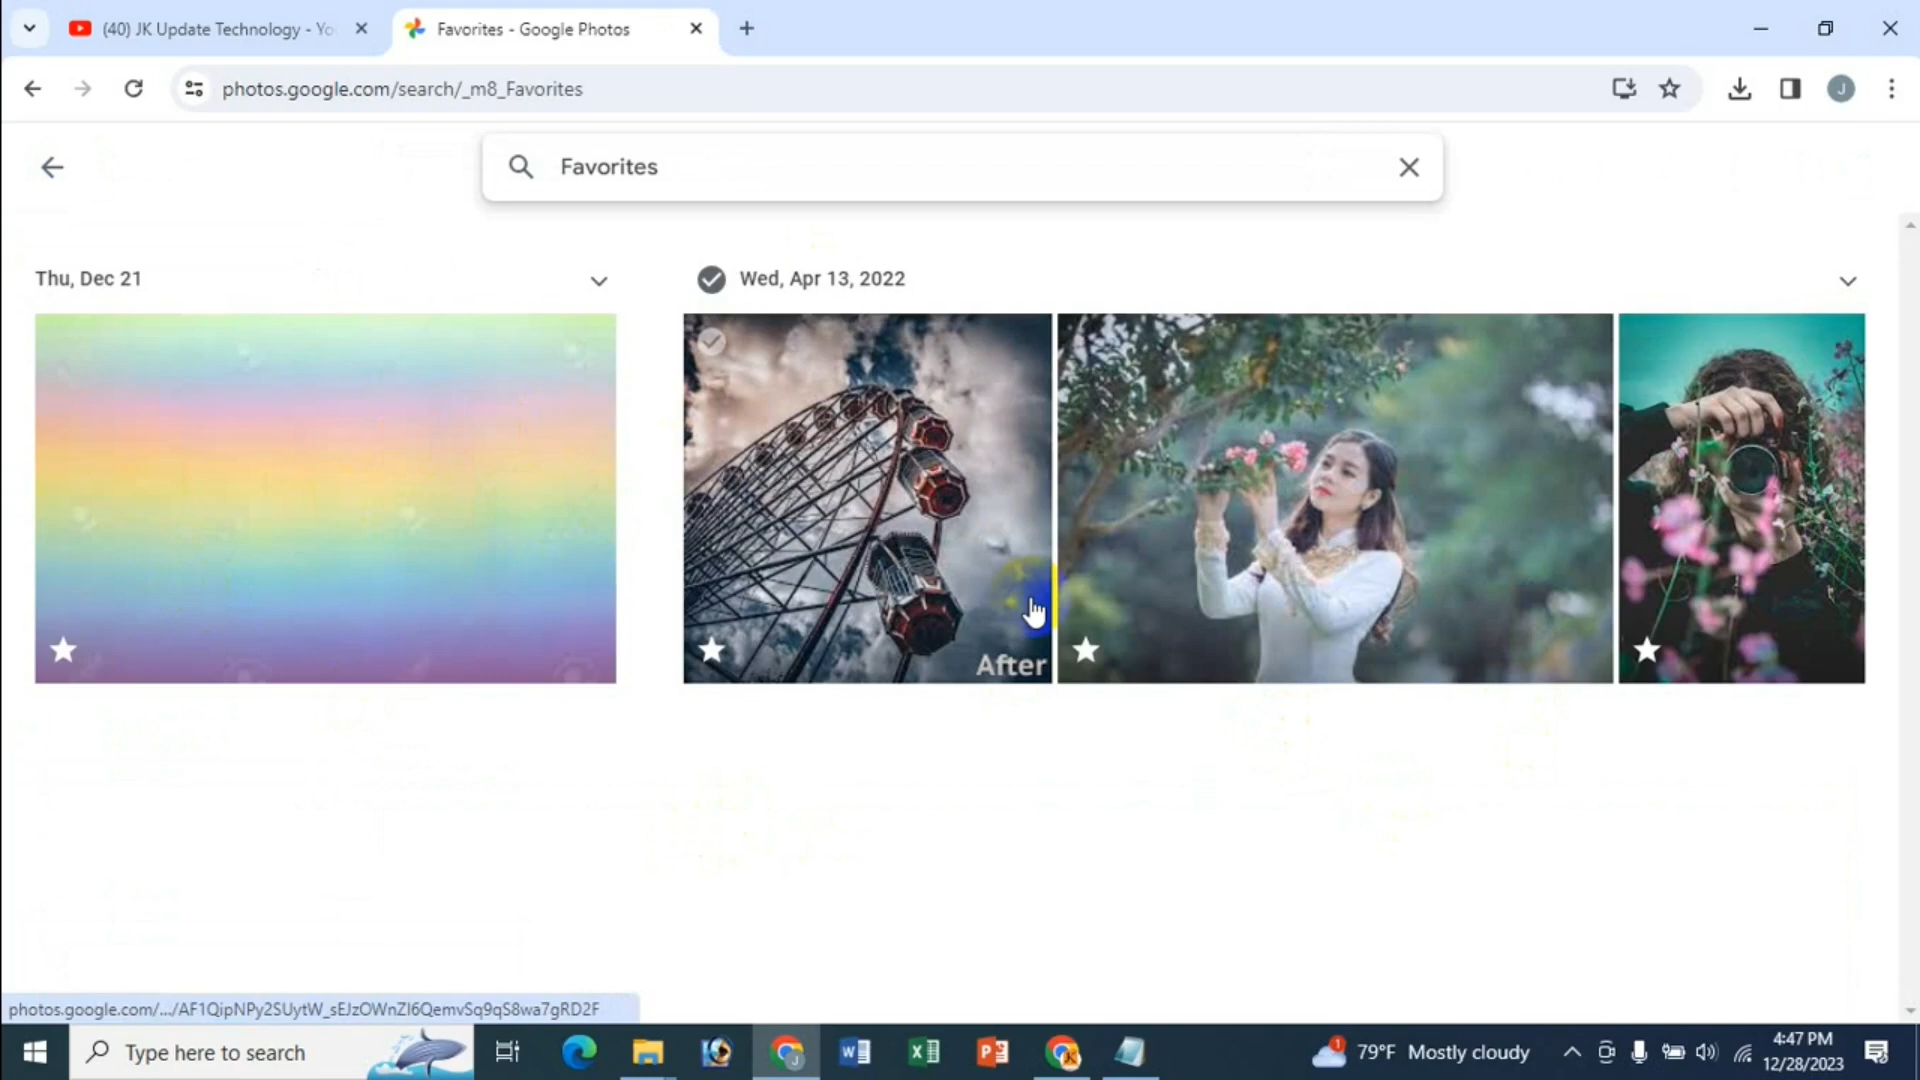 (40) JK Update Technology - Yo
Favorites - Google Photos
photos.google.com/search/_m8_Favorites
J
Favorites
Thu, Dec 21
Wed, Apr 13, 2022
After
photos.google.com/.../AF1QipNPy2SUytW_sEJzOWnZI6QemvSq9qS8wa7gRD2F
Type here to search
1
79°F Mostly cloudy
4:47 PM
12/28/2023